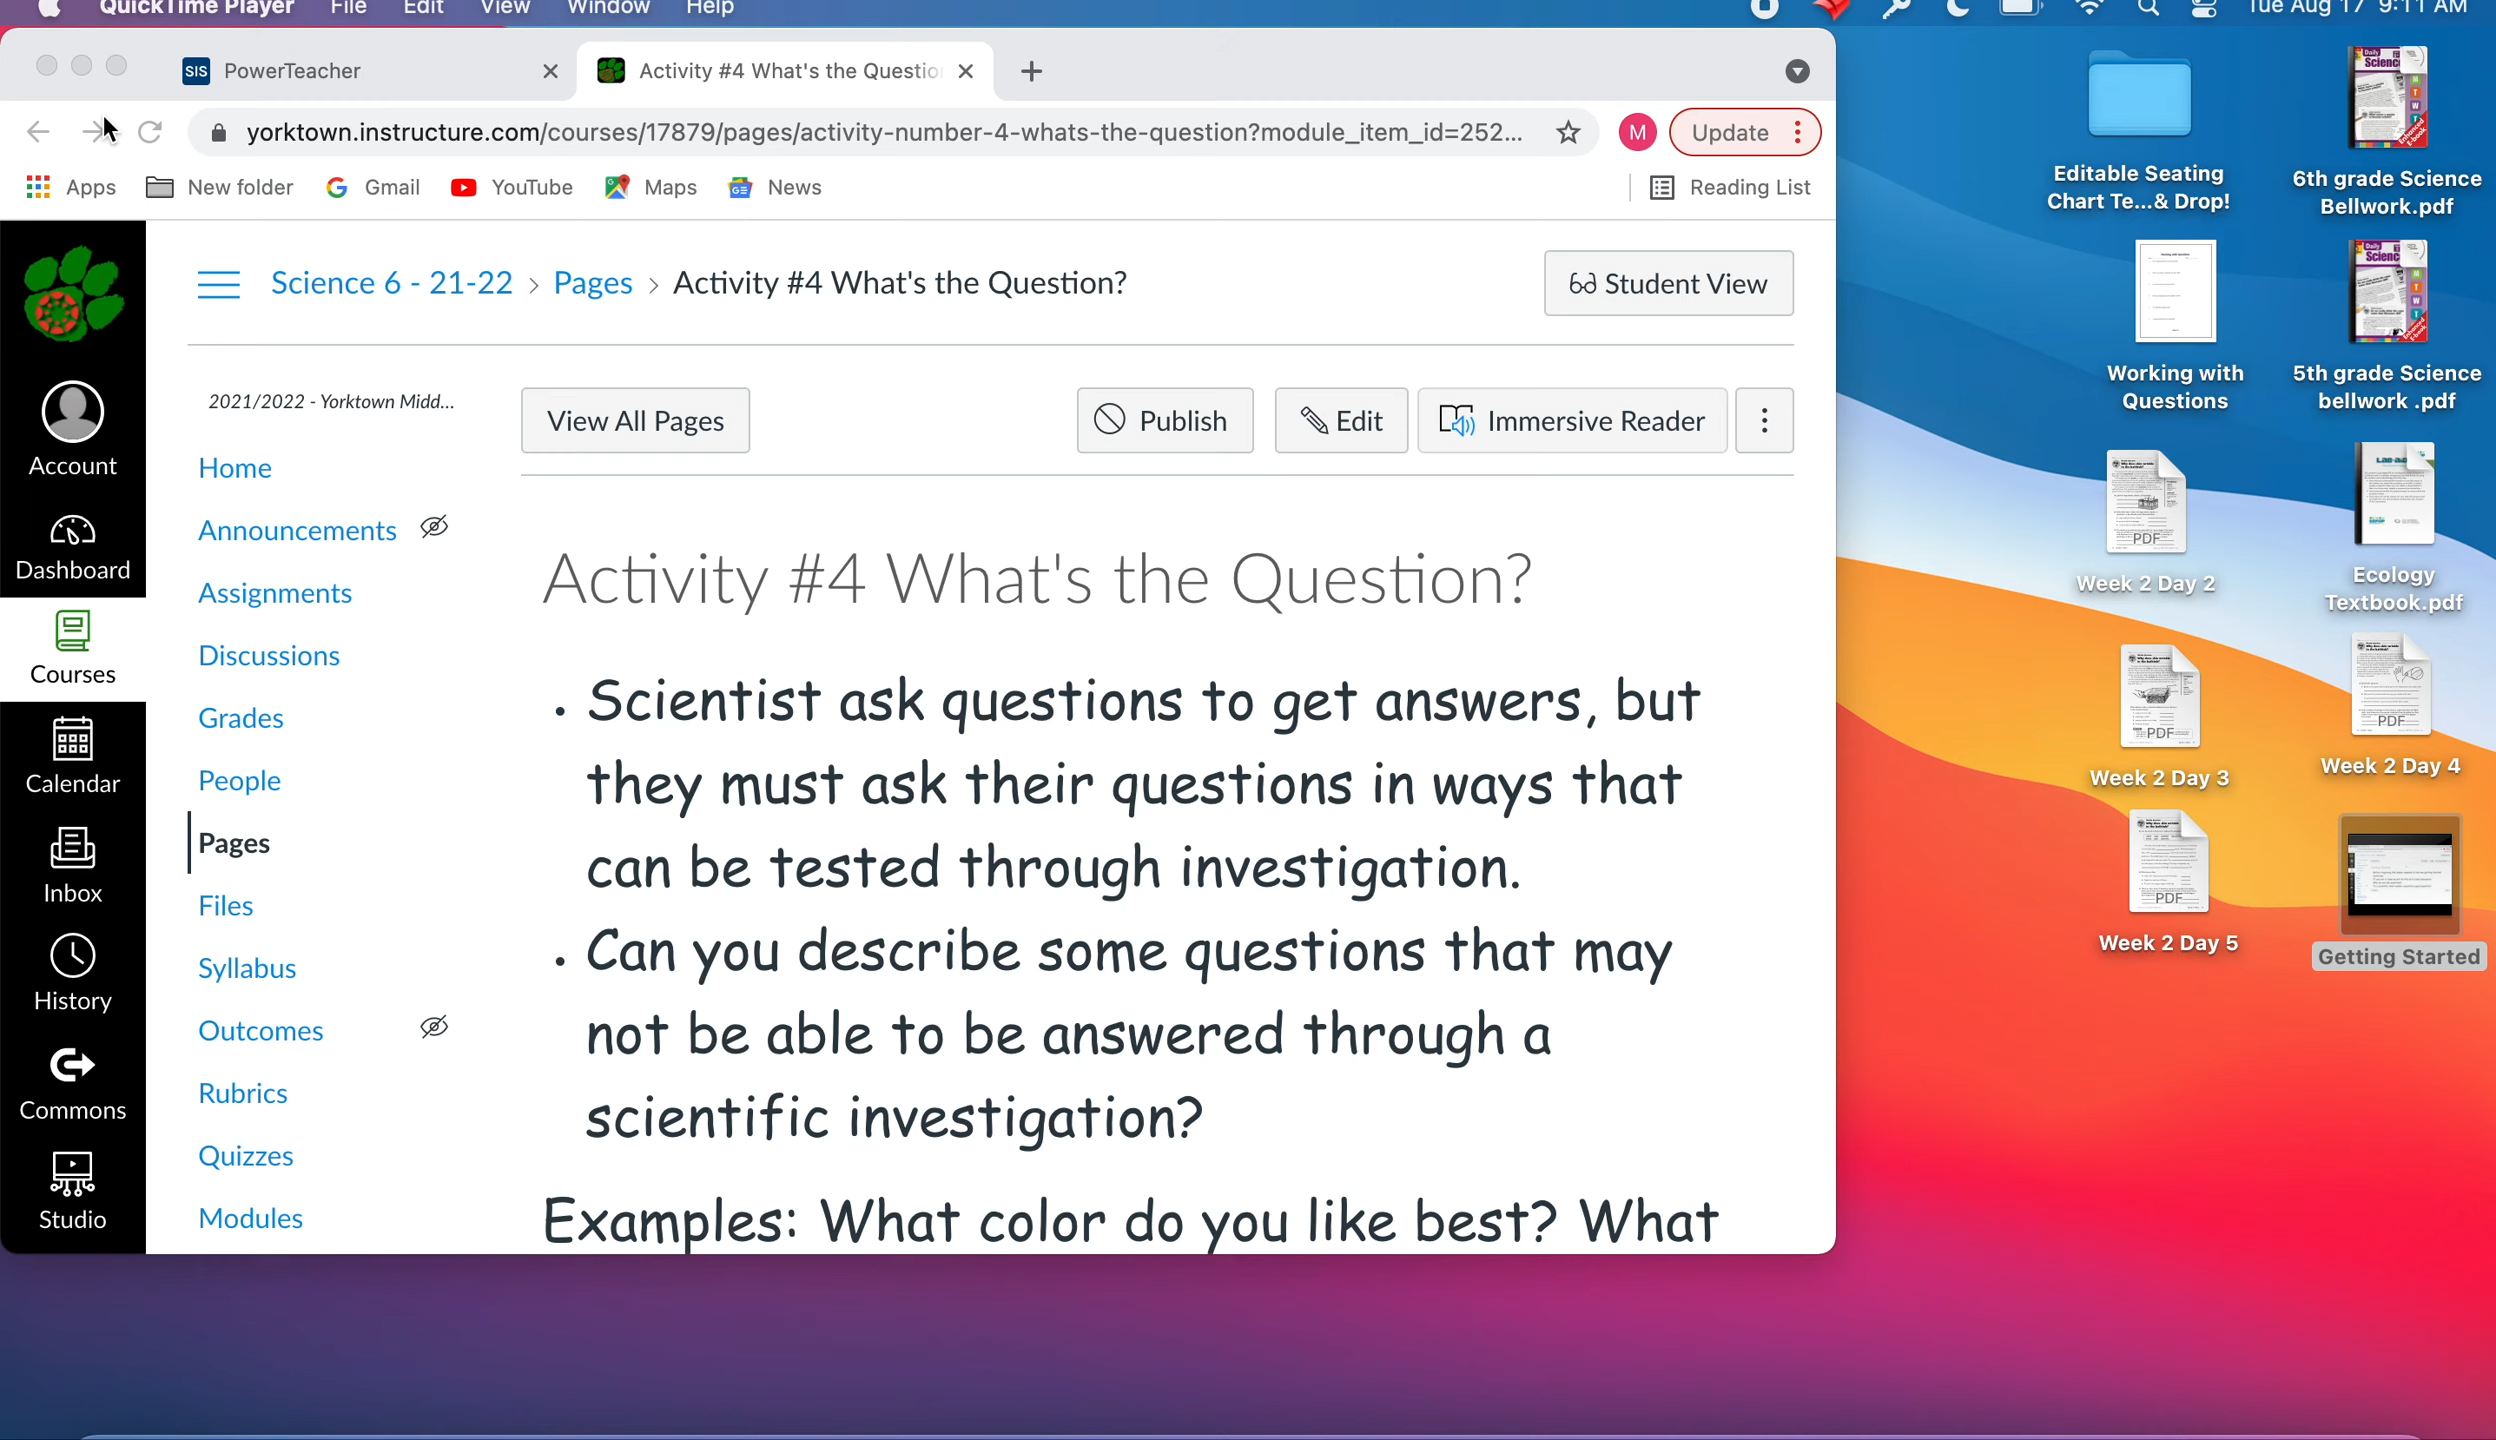 QuickTime Player File Edit View Window Help Tue Aug 17 9:11 AM
SIS PowerTeacher Activity #4 What's the Questio
yorktown.instructure.com/courses/17879/pages/activity-number-4-whats-the-question?module_item_id=252... M Update
Apps New folder Gmail YouTube Maps News Reading List
Science 6 - 21-22 > Pages > Activity #4 What's the Question? Student View
2021/2022 - Yorktown Midd...
View All Pages Publish Edit Immersive Reader
Account
Dashboard
Courses
Calendar
Inbox
History
Commons
Studio
Home
Announcements
Assignments
Discussions
Grades
People
Pages
Files
Syllabus
Outcomes
Rubrics
Quizzes
Modules
Activity #4 What's the Question?
• Scientist ask questions to get answers, but
they must ask their questions in ways that
can be tested through investigation.
• Can you describe some questions that may
not be able to be answered through a
scientific investigation?
Examples: What color do you like best? What
Editable Seating
Chart Te...& Drop!
6th grade Science
Bellwork.pdf
Working with
Questions
5th grade Science
bellwork .pdf
PDF
Week 2 Day 2
Ecology
Textbook.pdf
PDF
Week 2 Day 3
PDF
Week 2 Day 4
PDF
Week 2 Day 5
Getting Started